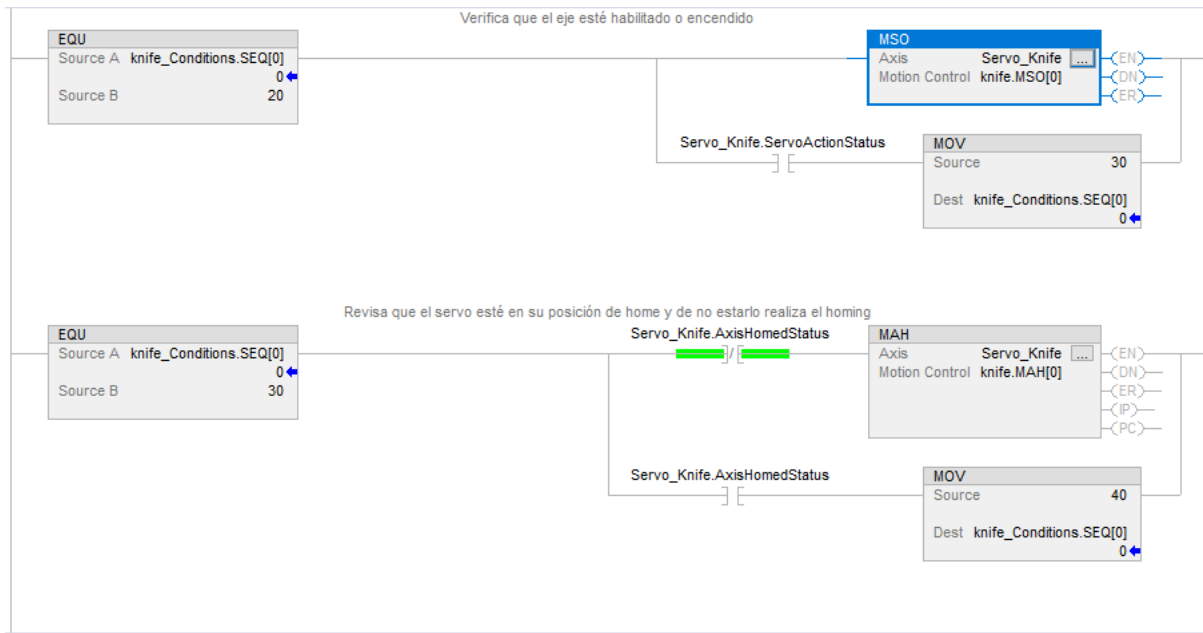 Verifica que el eje esté habilitado o encendido
EQU
Source A knife_Conditions.SEQ[0]
0
Source B 20
MSO
Axis Servo_Knife ...
Motion Control knife.MSO[0]
EN
DN
ER
Servo_Knife.ServoActionStatus
MOV
Source 30
Dest knife_Conditions.SEQ[0]
0
Revisa que el servo esté en su posición de home y de no estarlo realiza el homing
EQU
Source A knife_Conditions.SEQ[0]
0
Source B 30
Servo_Knife.AxisHomedStatus
MAH
Axis Servo_Knife ...
Motion Control knife.MAH[0]
EN
DN
ER
IP
PC
Servo_Knife.AxisHomedStatus
MOV
Source 40
Dest knife_Conditions.SEQ[0]
0